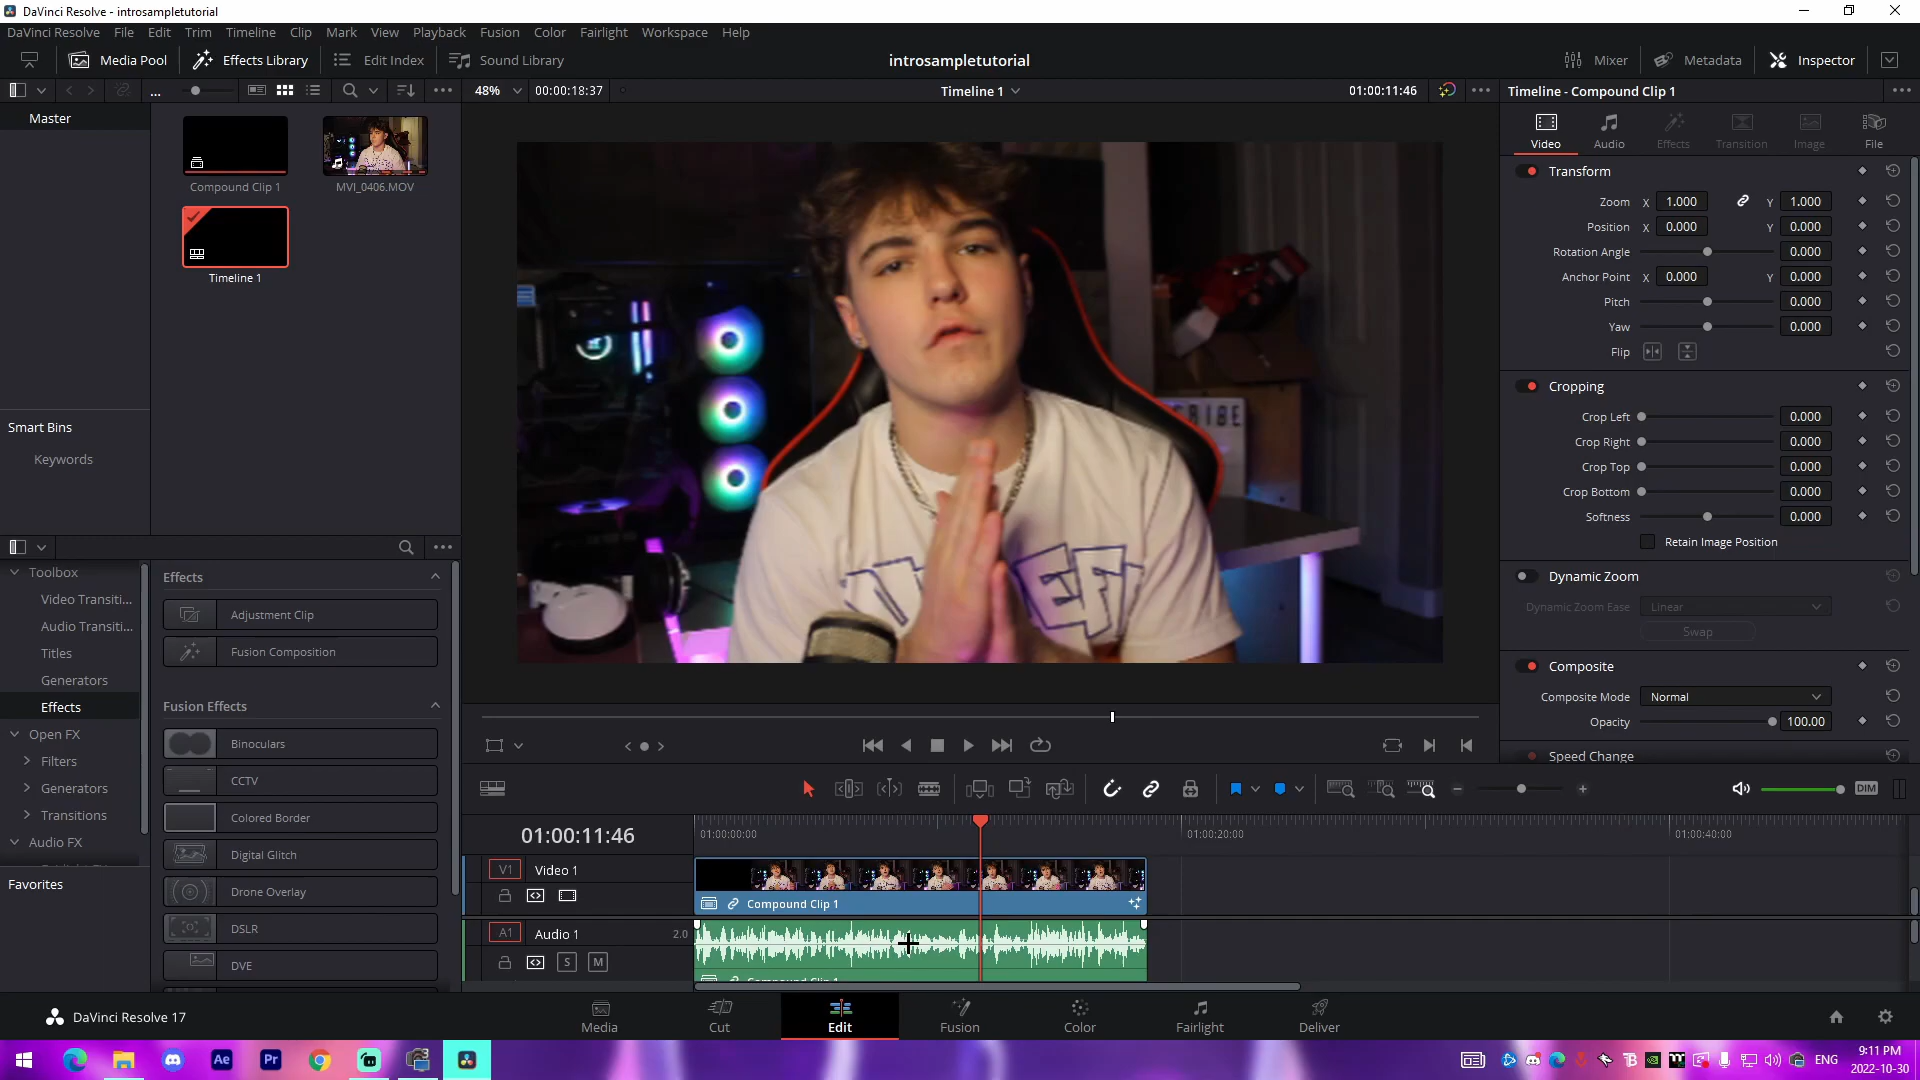 DaVinci Resolve - introsampletutorial
DaVinci Resolve File Edit Trim Timeline Clip Mark View Playback Fusion Color Fairlight Workspace Help
Media Pool Effects Library Edit Index Sound Library introsampletutorial Mixer Metadata Inspector
... 48% 00:00:18:37 Timeline 1 01:00:11:46 Timeline - Compound Clip 1
Master
Compound Clip 1 MVI_0406.MOV
Timeline 1
Smart Bins
Keywords
Video Audio Effects Transition Image File
Transform
Zoom X 1.000 Y 1.000
Position X 0.000 Y 0.000
Rotation Angle 0.000
Anchor Point X 0.000 Y 0.000
Pitch 0.000
Yaw 0.000
Flip
Cropping
Crop Left 0.000
Crop Right 0.000
Crop Top 0.000
Crop Bottom 0.000
Softness 0.000
Retain Image Position
Dynamic Zoom
Dynamic Zoom Ease Linear
Swap
Composite
Composite Mode Normal
Opacity 100.00
Speed Change
Toolbox
Video Transiti...
Audio Transiti...
Titles
Generators
Effects
Open FX
Filters
Generators
Transitions
Audio FX
Favorites
Effects
Adjustment Clip
Fusion Composition
Fusion Effects
Binoculars
CCTV
Colored Border
Digital Glitch
Drone Overlay
DSLR
DVE
DIM
01:00:11:46 01:00:00:00 01:00:20:00 01:00:40:00
V1 Video 1
Compound Clip 1
A1 Audio 1 2.0
S M
Compound Clip 1
DaVinci Resolve 17 Media Cut Edit Fusion Color Fairlight Deliver
Ae Pr ENG 9:11 PM
2022-10-30